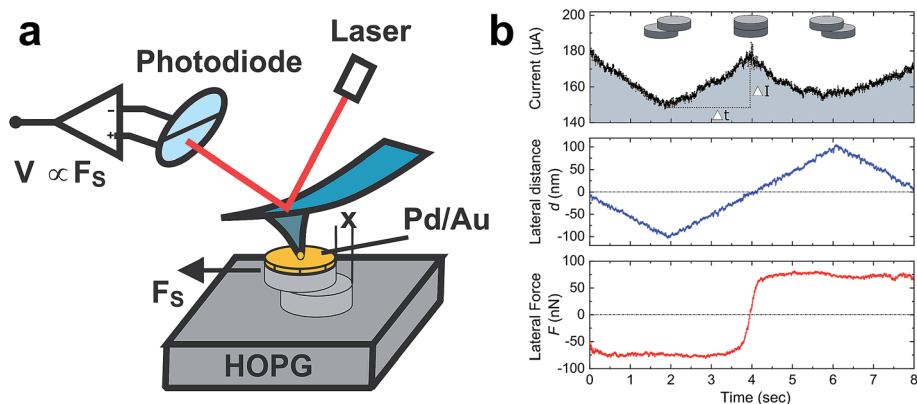 a
Laser
Photodiode
-
+
V ∝ FS
x
Pd/Au
FS
HOPG
b
Current (µA)
200
180
160
140
△ I
△ t
Lateral distance
d (nm)
100
50
0
-50
-100
Lateral Force
F (nN)
100
50
0
-50
-100
0 1 2 3 4 5 6 7 8
Time (sec)